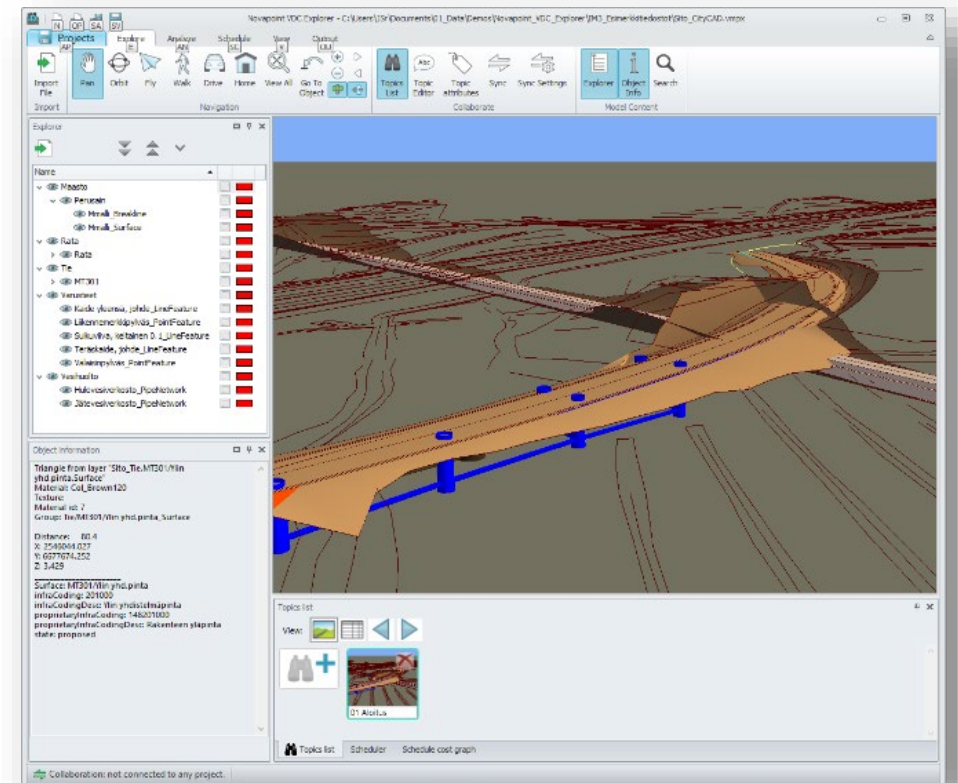 Novapoint VDC Explorer - C:\Users\JSr\Documents\01_Data\Demos\Novapoint_VDC_Explorer\IM3_Esimerkkitiedostot\Sito_CityCAD.vmpx
Projects Explore Analyze Schedule View Output
Import File
Pan
Orbit
Fly
Walk
Drive
Home
View All
Go To Object
Topics List
Topic Editor
Topic attributes
Sync
Sync Settings
Explorer
Object Info
Search
Import
Navigation
Collaborate
Model Content
Explorer
Name
Maasto
Perusain
Mmalli_Breakline
Mmalli_Surface
Rata
Rata
Tie
MT301
Varusteet
Kaide yleensä, johde_LineFeature
Liikennemerkkipylväs_PointFeature
Sulkuviiva, keltainen 0.1_LineFeature
Teräskaide, johde_LineFeature
Valaisinpylväs_PointFeature
Vesihuolto
Hulevesiverkosto_PipeNetwork
Jätevesiverkosto_PipeNetwork
Object Information
Triangle from layer "Sito_Tie.MT301/Ylin
yhd.pinta.Surface"
Material: Col_Brown120
Texture:
Material id: 7
Group: Tie/MT301/Ylin yhd.pinta_Surface
Distance: 80.4
X: 2546044.027
Y: 6677674.252
Z: 3.429
Surface: MT301/Ylin yhd.pinta
infraCoding: 201000
infraCodingDesc: Ylin yhdistelmäpinta
proprietaryInfraCoding: 148201000
proprietaryInfraCodingDesc: Rakenteen yläpinta
state: proposed
Topics list
View:
01 Aloitus
Topics list Scheduler Schedule cost graph
Collaboration: not connected to any project.